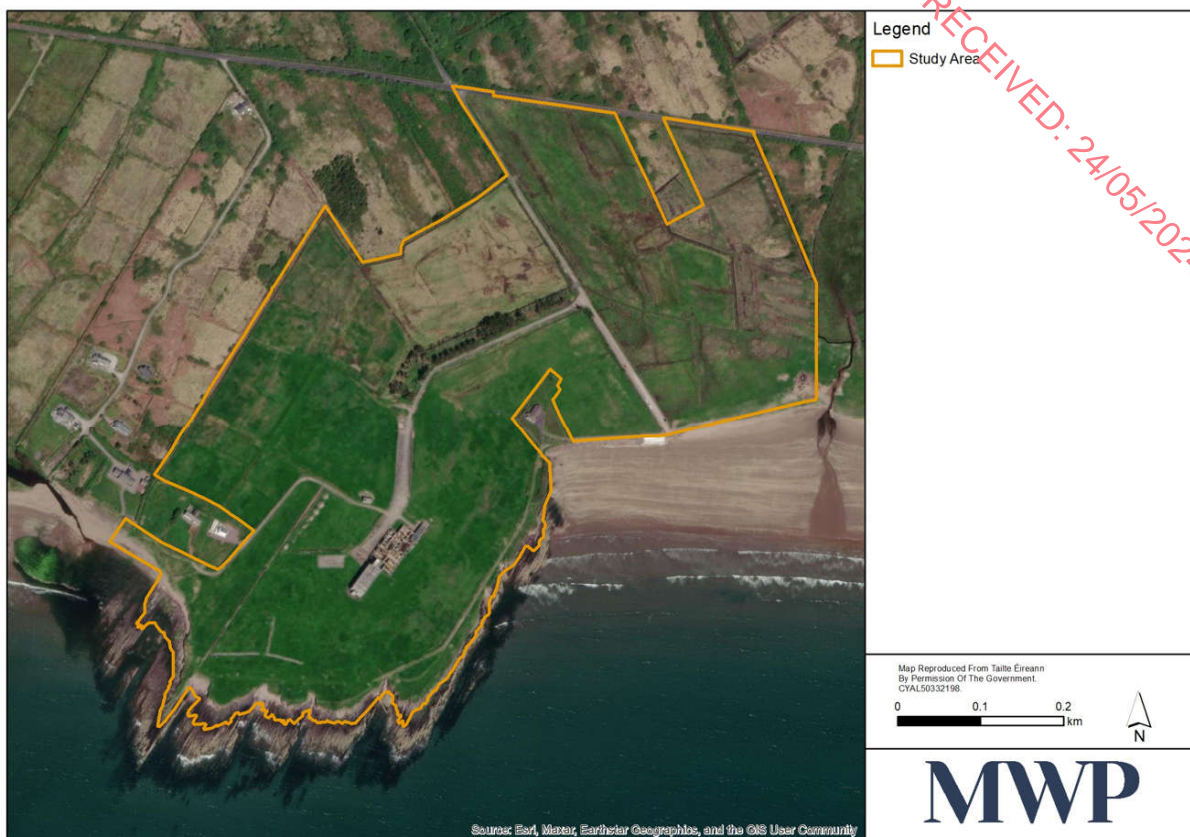 Legend
Study Area
RECEIVED: 24/05/202
Map Reproduced From Tailte Éireann
By Permission Of The Government.
CYAL50332198.
0 0.1 0.2
km
N
MWP
Source: Esri, Maxar, Earthstar Geographics, and the GIS User Community